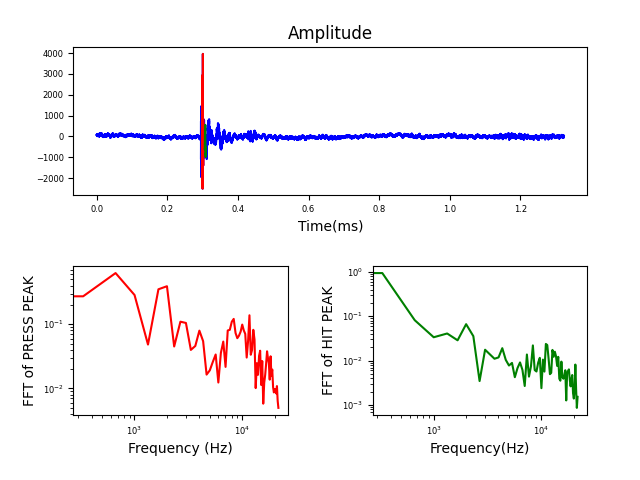 Amplitude
4000
3000
2000
1000
0
−1000
−2000
0.0 0.2 0.4 0.6 0.8 1.0 1.2
Time(ms)
FFT of PRESS PEAK
10⁻¹
10⁻²
10³ 10⁴
Frequency (Hz)
FFT of HIT PEAK
10⁰
10⁻¹
10⁻²
10⁻³
10³ 10⁴
Frequency(Hz)